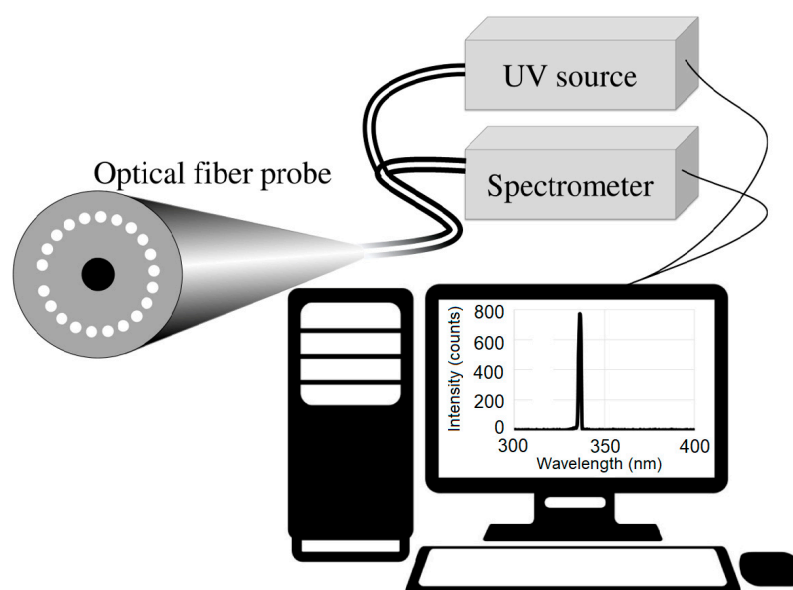 UV source
Optical fiber probe
Spectrometer
Intensity (counts)
800
600
400
200
0
300 350 400
Wavelength (nm)